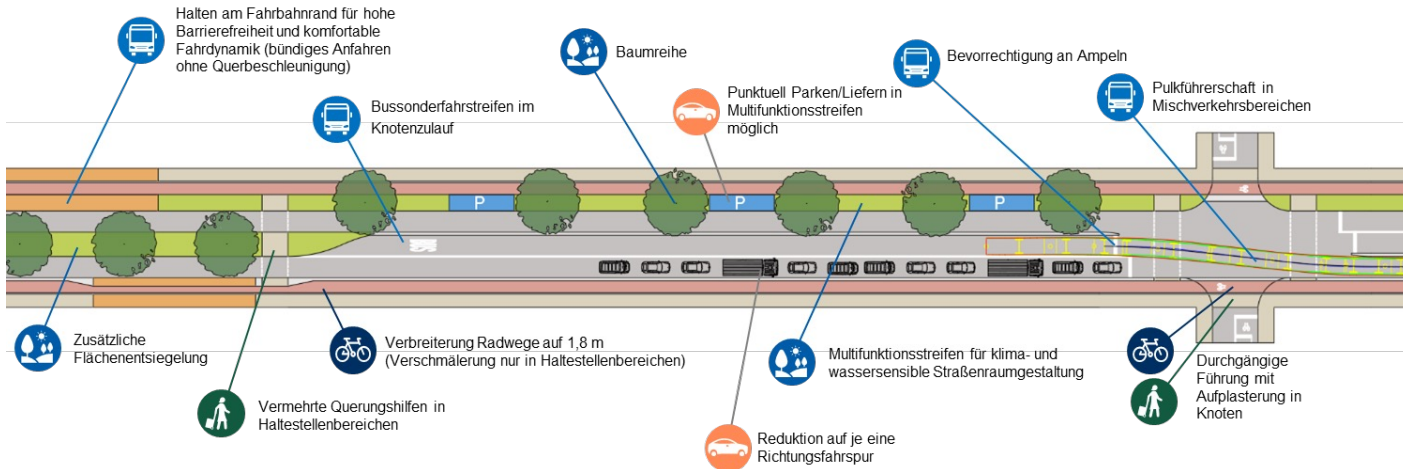 Halten am Fahrbahnrand für hohe
Barrierefreiheit und komfortable
Fahrdynamik (bündiges Anfahren
ohne Querbeschleunigung)
Bussonderfahrstreifen im
Knotenzulauf
Baumreihe
Punktuell Parken/Liefern in
Multifunktionsstreifen
möglich
Bevorrechtigung an Ampeln
Pulkführerschaft in
Mischverkehrsbereichen
P
P
P
Zusätzliche
Flächenentsiegelung
Vermehrte Querungshilfen in
Haltestellenbereichen
Verbreiterung Radwege auf 1,8 m
(Verschmälerung nur in Haltestellenbereichen)
Reduktion auf je eine
Richtungsfahrspur
Multifunktionsstreifen für klima- und
wassersensible Straßenraumgestaltung
Durchgängige
Führung mit
Aufplasterung in
Knoten